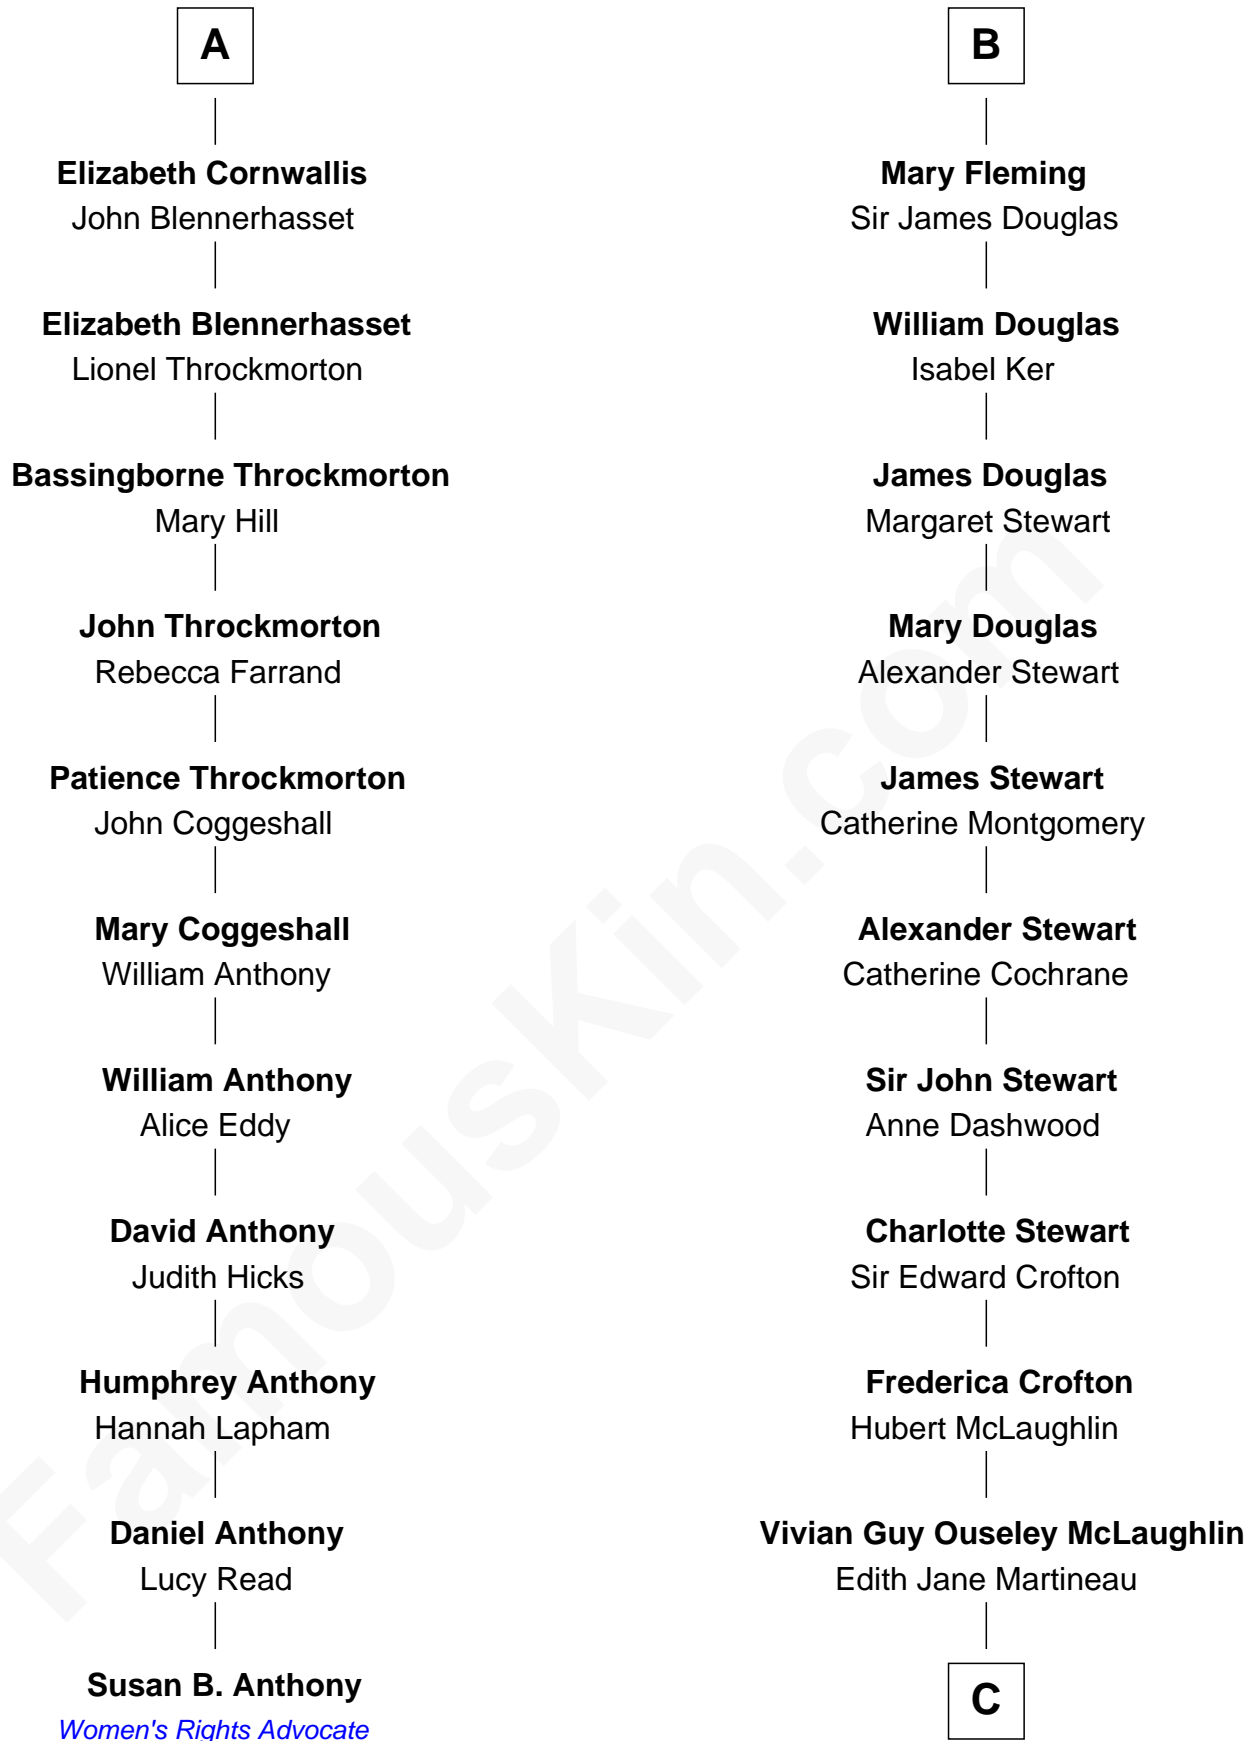 A
Elizabeth Cornwallis
John Blennerhasset
Elizabeth Blennerhasset
Lionel Throckmorton
Bassingborne Throckmorton
Mary Hill
John Throckmorton
Rebecca Farrand
Patience Throckmorton
John Coggeshall
Mary Coggeshall
William Anthony
William Anthony
Alice Eddy
David Anthony
Judith Hicks
Humphrey Anthony
Hannah Lapham
Daniel Anthony
Lucy Read
Susan B. Anthony
Women's Rights Advocate
B
Mary Fleming
Sir James Douglas
William Douglas
Isabel Ker
James Douglas
Margaret Stewart
Mary Douglas
Alexander Stewart
James Stewart
Catherine Montgomery
Alexander Stewart
Catherine Cochrane
Sir John Stewart
Anne Dashwood
Charlotte Stewart
Sir Edward Crofton
Frederica Crofton
Hubert McLaughlin
Vivian Guy Ouseley McLaughlin
Edith Jane Martineau
C
FamousKin.com